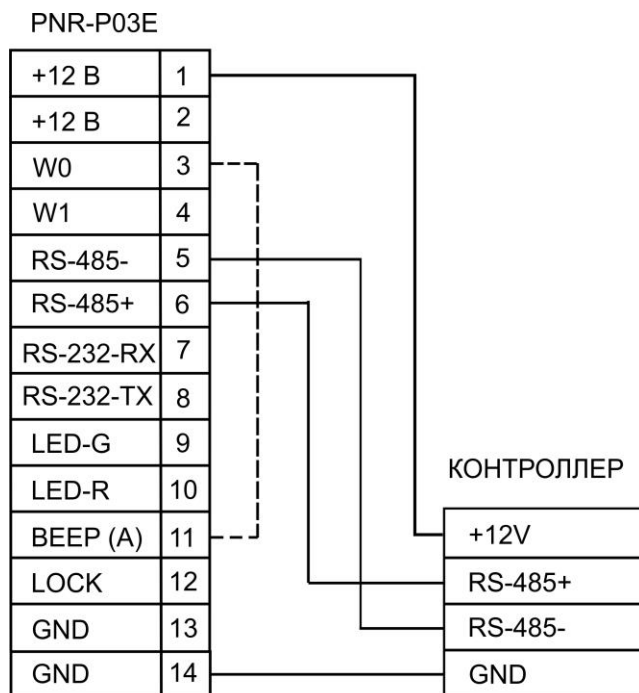 PNR-P03E
+12 В 1
+12 В 2
W0 3
W1 4
RS-485- 5
RS-485+ 6
RS-232-RX 7
RS-232-TX 8
LED-G 9
LED-R 10
BEEP (A) 11
LOCK 12
GND 13
GND 14
КОНТРОЛЛЕР
+12V
RS-485+
RS-485-
GND